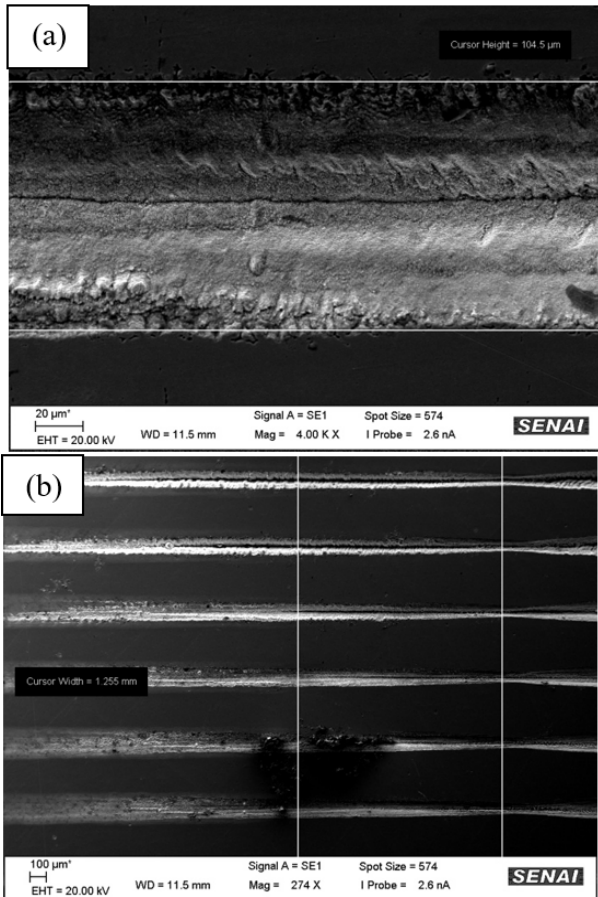 (a)
Cursor Height = 104.5 µm
20 µm*
EHT = 20.00 kV
WD = 11.5 mm
Signal A = SE1
Mag = 4.00 K X
Spot Size = 574
I Probe = 2.6 nA
SENAI
(b)
Cursor Width = 1.255 mm
100 µm*
EHT = 20.00 kV
WD = 11.5 mm
Signal A = SE1
Mag = 274 X
Spot Size = 574
I Probe = 2.6 nA
SENAI